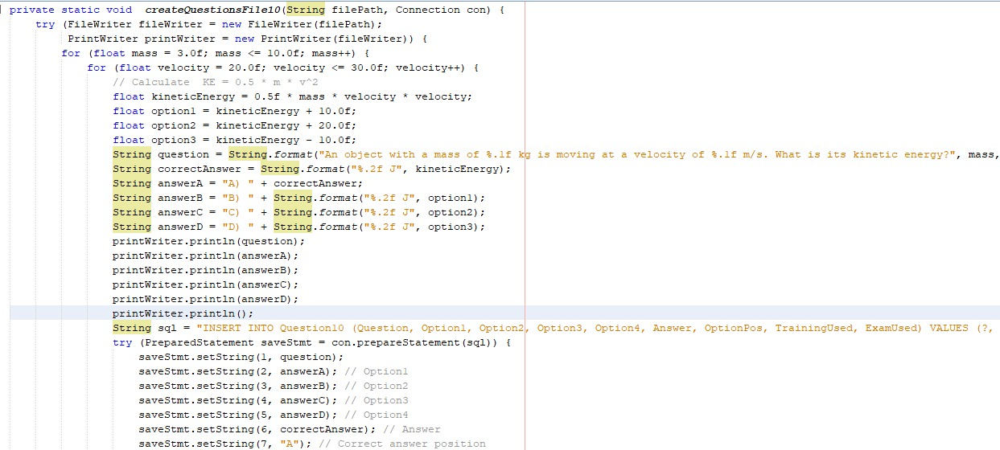 private static void createQuestionsFile10(String filePath, Connection con) {
    try (FileWriter fileWriter = new FileWriter(filePath);
         PrintWriter printWriter = new PrintWriter(fileWriter)) {
        for (float mass = 3.0f; mass <= 10.0f; mass++) {
            for (float velocity = 20.0f; velocity <= 30.0f; velocity++) {
                // Calculate  KE = 0.5 * m * v^2
                float kineticEnergy = 0.5f * mass * velocity * velocity;
                float option1 = kineticEnergy + 10.0f;
                float option2 = kineticEnergy + 20.0f;
                float option3 = kineticEnergy - 10.0f;
                String question = String.format("An object with a mass of %.1f kg is moving at a velocity of %.1f m/s. What is its kinetic energy?", mass,
                String correctAnswer = String.format("%.2f J", kineticEnergy);
                String answerA = "A) " + correctAnswer;
                String answerB = "B) " + String.format("%.2f J", option1);
                String answerC = "C) " + String.format("%.2f J", option2);
                String answerD = "D) " + String.format("%.2f J", option3);
                printWriter.println(question);
                printWriter.println(answerA);
                printWriter.println(answerB);
                printWriter.println(answerC);
                printWriter.println(answerD);
                printWriter.println();
                String sql = "INSERT INTO Question10 (Question, Option1, Option2, Option3, Option4, Answer, OptionPos, TrainingUsed, ExamUsed) VALUES (?,
                try (PreparedStatement saveStmt = con.prepareStatement(sql)) {
                    saveStmt.setString(1, question);
                    saveStmt.setString(2, answerA); // Option1
                    saveStmt.setString(3, answerB); // Option2
                    saveStmt.setString(4, answerC); // Option3
                    saveStmt.setString(5, answerD); // Option4
                    saveStmt.setString(6, correctAnswer); // Answer
                    saveStmt.setString(7, "A"); // Correct answer position